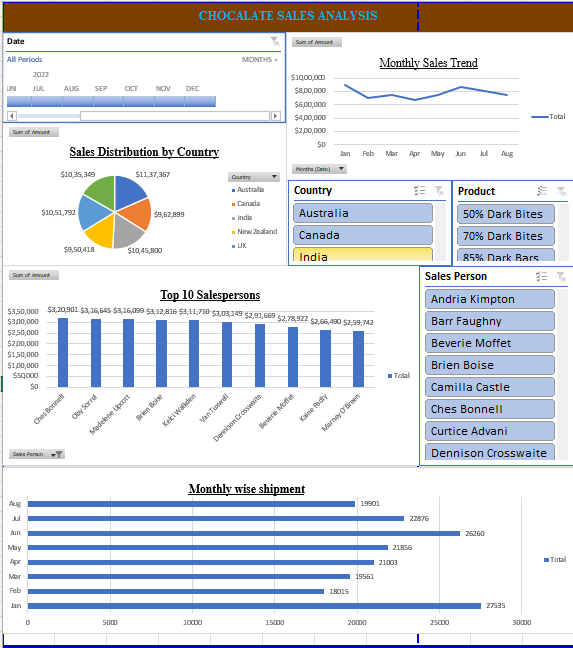 CHOCALATE SALES ANALYSIS
Date
All Periods
MONTHS
2022
UN JUL AUG SEP OCT NOV DEC
Sum of Amount
Monthly Sales Trend
$10,00,000
$8,00,000
$6,00,000
$4,00,000
$2,00,000
$0
Jan Feb Mar Apr May Jun Jul Aug
Total
Months (Date)
Sum of Amount
Sales Distribution by Country
$10,35,349
$11,37,367
$10,51,792
$9,62,899
$9,50,418
$10,45,800
Country
Australia
Canada
India
New Zealand
UK
Country
Australia
Canada
India
Product
50% Dark Bites
70% Dark Bites
85% Dark Bars
Sum of Amount
Top 10 Salespersons
$3,50,000
$3,00,000
$2,50,000
$2,00,000
$1,50,000
$1,00,000
$50,000
$0
$3,20,901 $3,16,645 $3,16,099 $3,12,816 $3,11,710 $3,03,149 $2,91,669 $2,78,922 $2,66,490 $2,59,742
Ches Bonnell
Oby Sorrel
Madelene Upcott
Brien Boise
Van Tuxwell
Dennison Crosswaite
Beverie Moffet
Marney O'Breen
Total
Sales Person
Sales Person
Andria Kimpton
Barr Faughny
Beverie Moffet
Brien Boise
Camilla Castle
Ches Bonnell
Curtice Advani
Dennison Crosswaite
Monthly wise shipment
Aug 19901
Jul 22876
Jun 26260
May 21856
Apr 21003
Mar 19561
Feb 18015
Jan 27535
0 5000 10000 15000 20000 25000 30000
Total